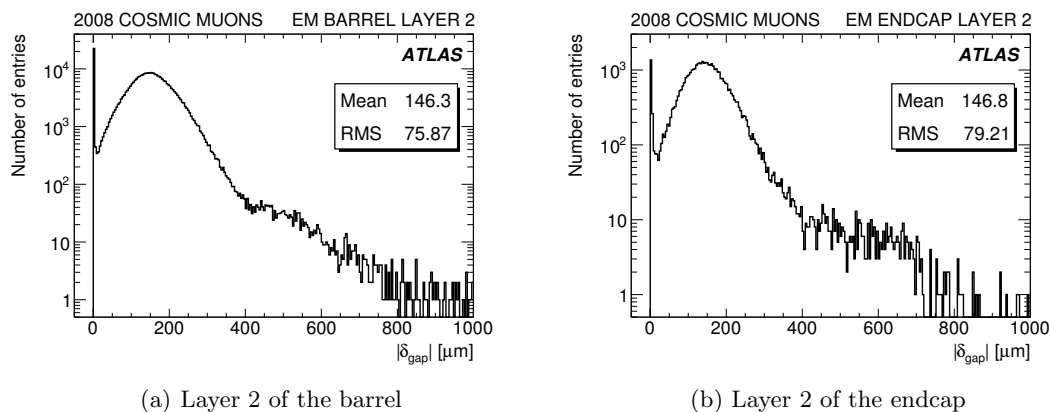 2008 COSMIC MUONS EM BARREL LAYER 2
Number of entries
ATLAS
Mean 146.3
RMS 75.87
10^4
10^3
10^2
10
1
0 200 400 600 800 1000
|δ_gap| [μm]
(a) Layer 2 of the barrel
2008 COSMIC MUONS EM ENDCAP LAYER 2
Number of entries
ATLAS
Mean 146.8
RMS 79.21
10^3
10^2
10
1
0 200 400 600 800 1000
|δ_gap| [μm]
(b) Layer 2 of the endcap